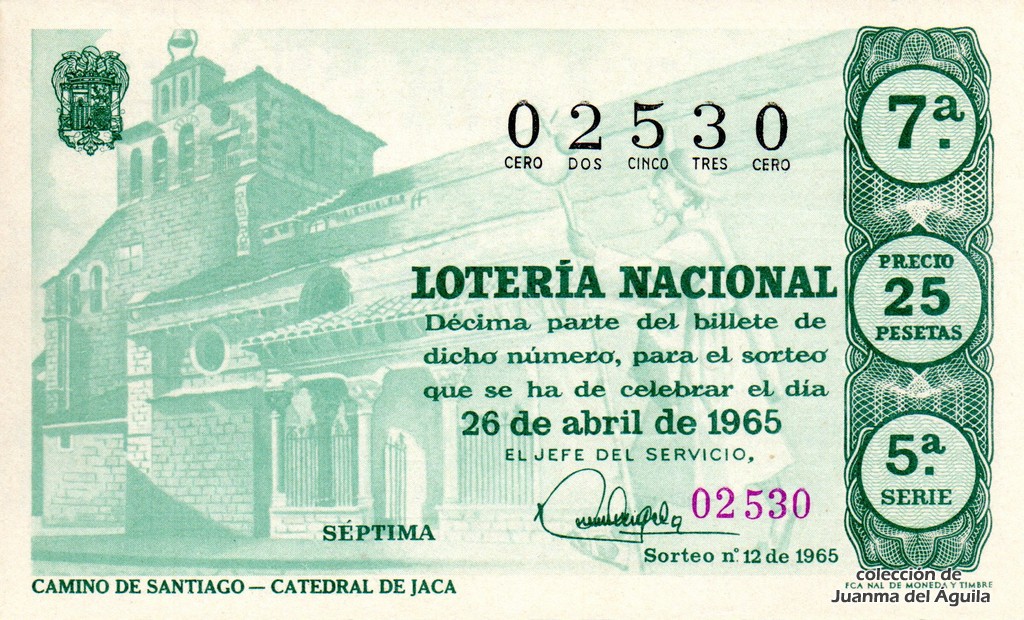 02530
CERO DOS CINCO TRES CERO
7ª.
LOTERÍA NACIONAL
Décima parte del billete de
dicho número, para el sorteo
que se ha de celebrar el día
26 de abril de 1965
EL JEFE DEL SERVICIO,
02530
SÉPTIMA
Sorteo nº 12 de 1965
PRECIO
25
PESETAS
5ª.
SERIE
CAMINO DE SANTIAGO — CATEDRAL DE JACA
FCA NAL DE MONEDA Y TIMBRE
colección de
Juanma del Águila